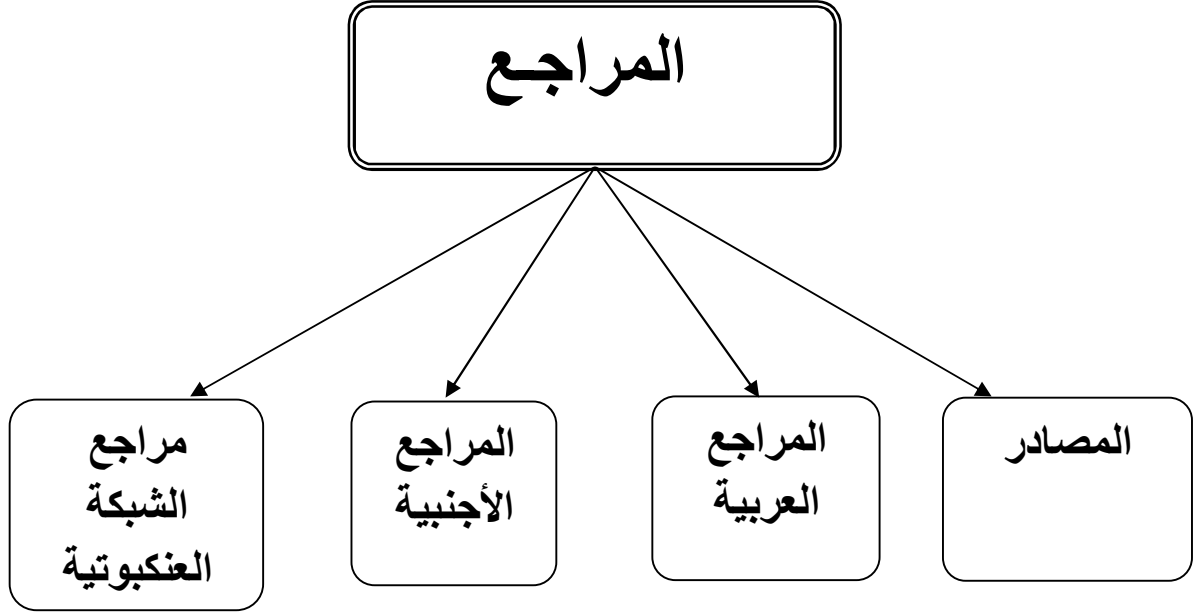 المراجـع
المصادر
المراجع
العربية
المراجع
الأجنبية
مراجع
الشبكة
العنكبوتية